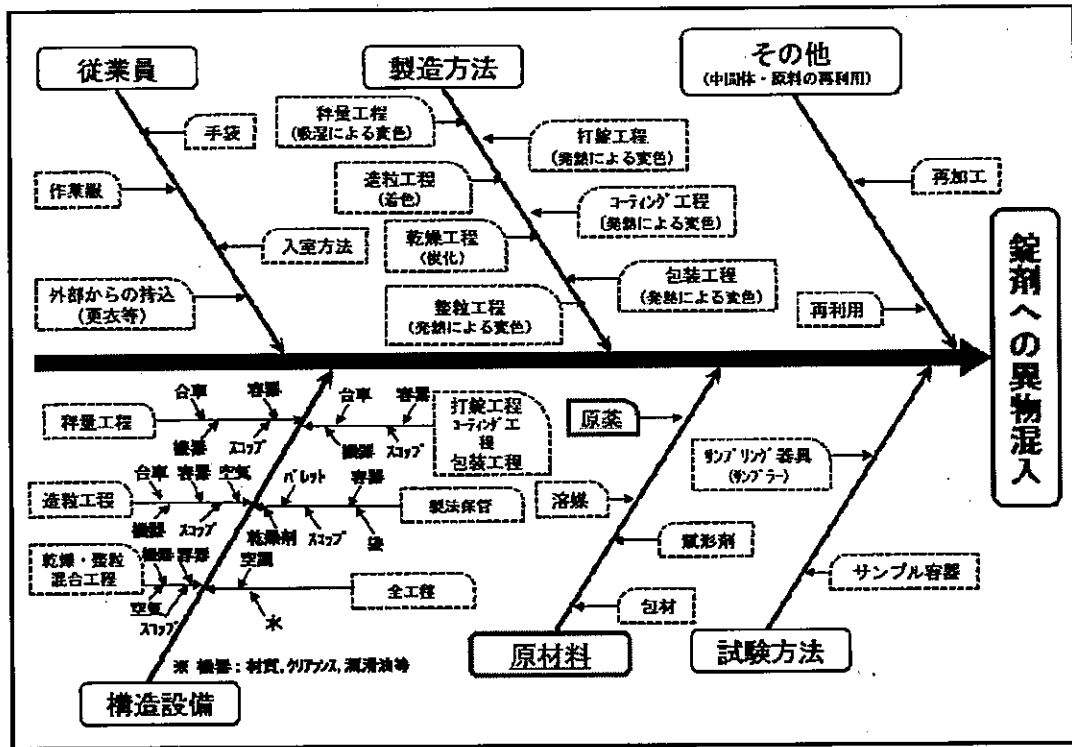 従業員
手袋
作業服
入室方法
外部からの持込
(更衣等)
製造方法
秤量工程
(吸湿による変色)
打錠工程
(発熱による変色)
造粒工程
(着色)
コーティング工程
(発熱による変色)
乾燥工程
(炭化)
包装工程
(発熱による変色)
整粒工程
(発熱による変色)
その他
(中間体・原料の再利用)
再加工
再利用
錠剤への異物混入
秤量工程
台車
容器
機器
スコップ
台車
容器
機器
スコップ
打錠工程
コーティング工
程
包装工程
造粒工程
台車
容器
空気
機器
スコップ
パレット
容器
乾燥剤
スコップ
袋
製法保管
乾燥・整粒
混合工程
機器
容器
空気
スコップ
空調
水
全工程
※ 機器：材質,クリアランス,潤滑油等
構造設備
原薬
溶媒
賦形剤
包材
原材料
サンプリング器具
(サンプラー)
サンプル容器
試験方法